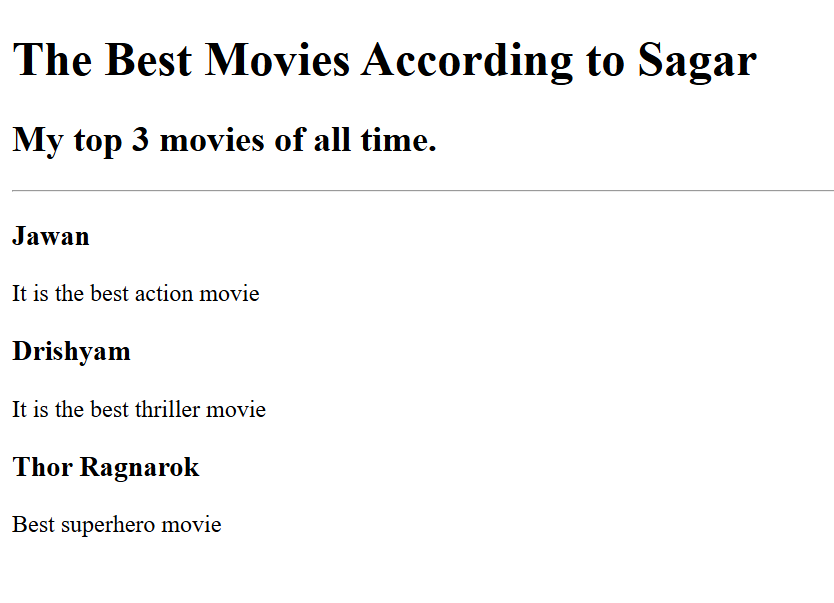 The Best Movies According to Sagar
My top 3 movies of all time.
Jawan
It is the best action movie
Drishyam
It is the best thriller movie
Thor Ragnarok
Best superhero movie